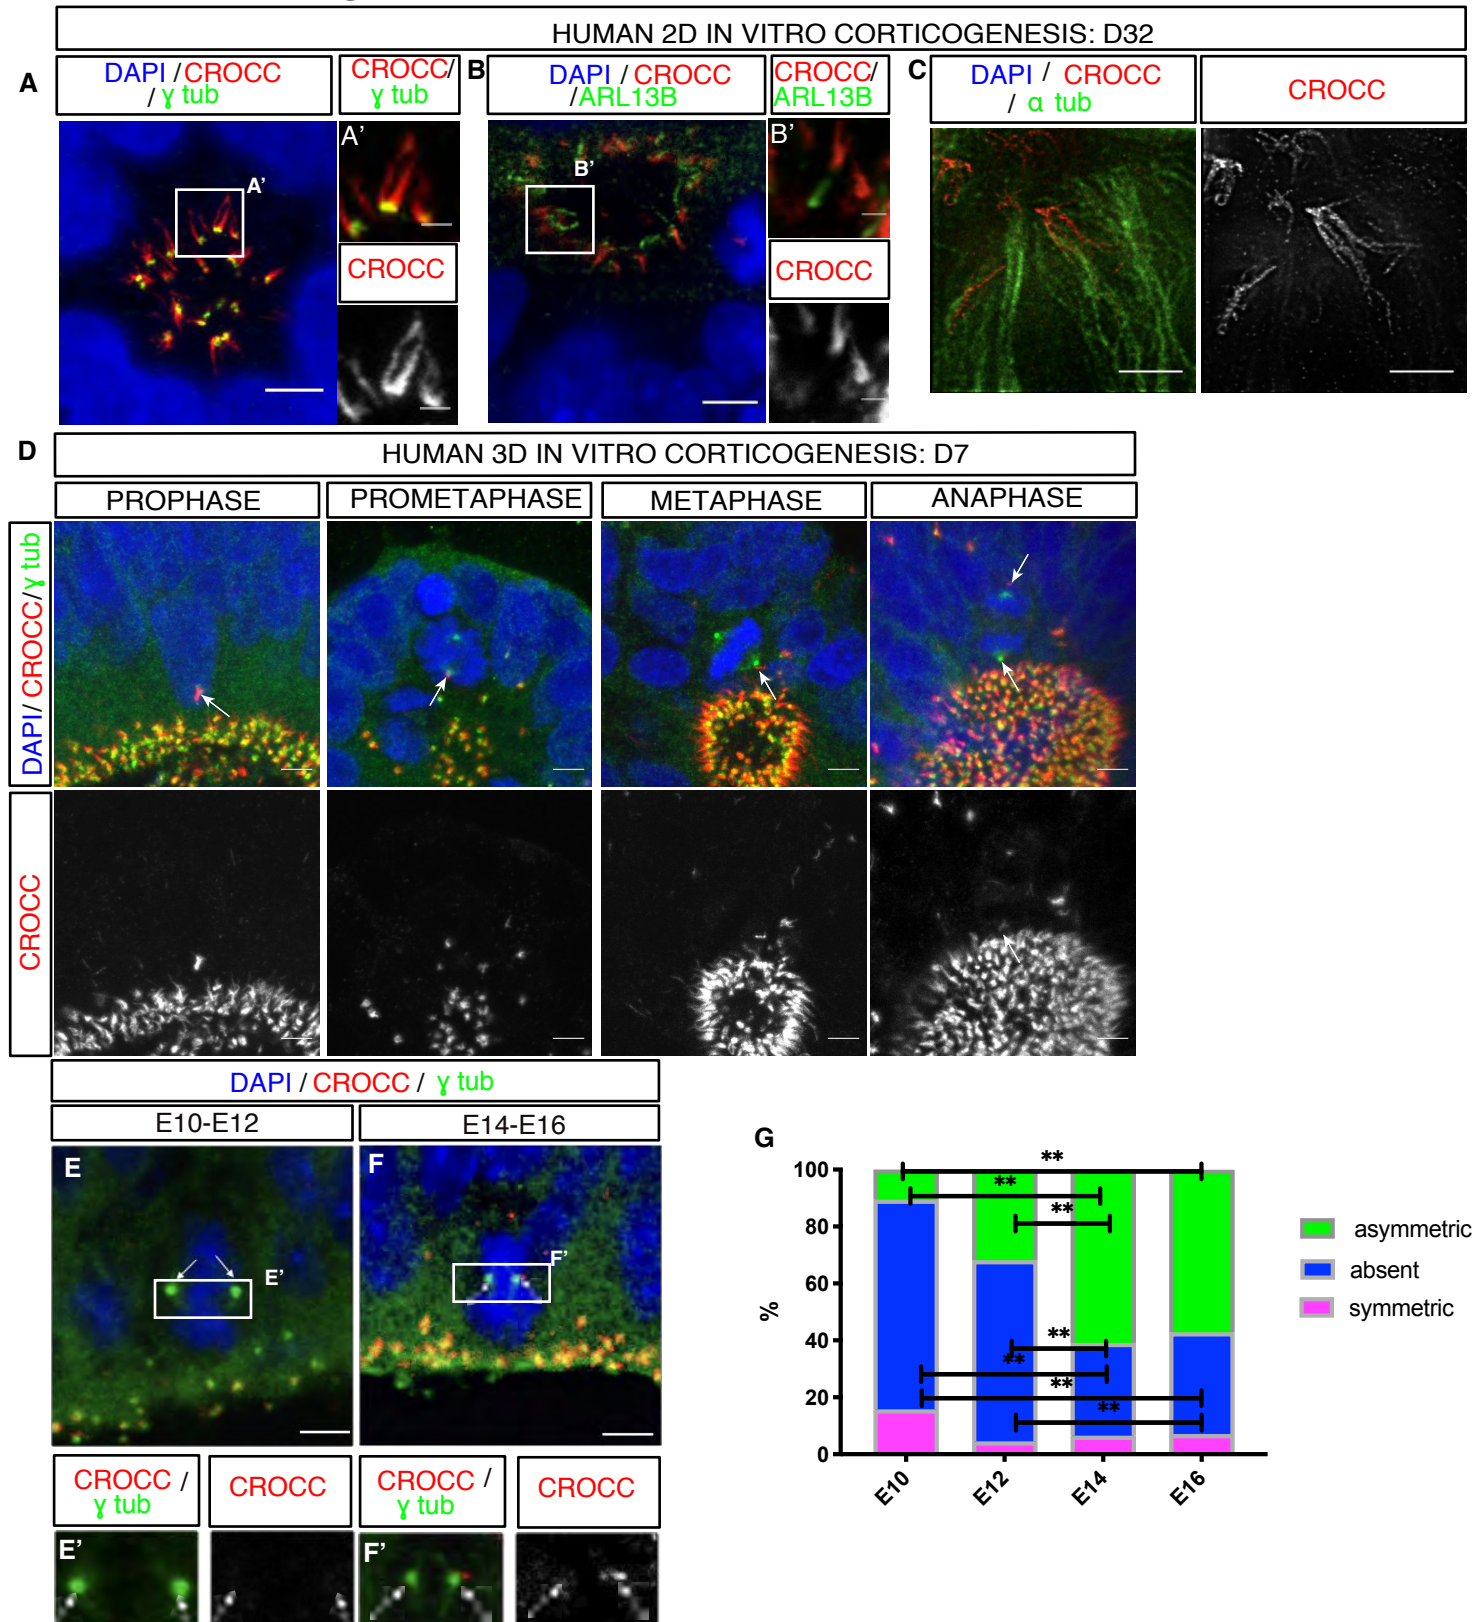 HUMAN 2D IN VITRO CORTICOGENESIS: D32
A
DAPI / CROCC
/ γ tub
CROCC/
γ tub
A'
A'
CROCC
B
DAPI / CROCC
/ARL13B
CROCC/
ARL13B
B'
B'
CROCC
C
DAPI / CROCC
/ α tub
CROCC
D
HUMAN 3D IN VITRO CORTICOGENESIS: D7
PROPHASE
PROMETAPHASE
METAPHASE
ANAPHASE
DAPI/ CROCC/ γ tub
CROCC
DAPI / CROCC / γ tub
E10-E12
E14-E16
E
E'
F
F'
CROCC /
γ tub
CROCC
CROCC /
γ tub
CROCC
E'
F'
G
%
100
80
60
40
20
0
**
**
**
**
**
**
**
E10
E12
E14
E16
asymmetric
absent
symmetric